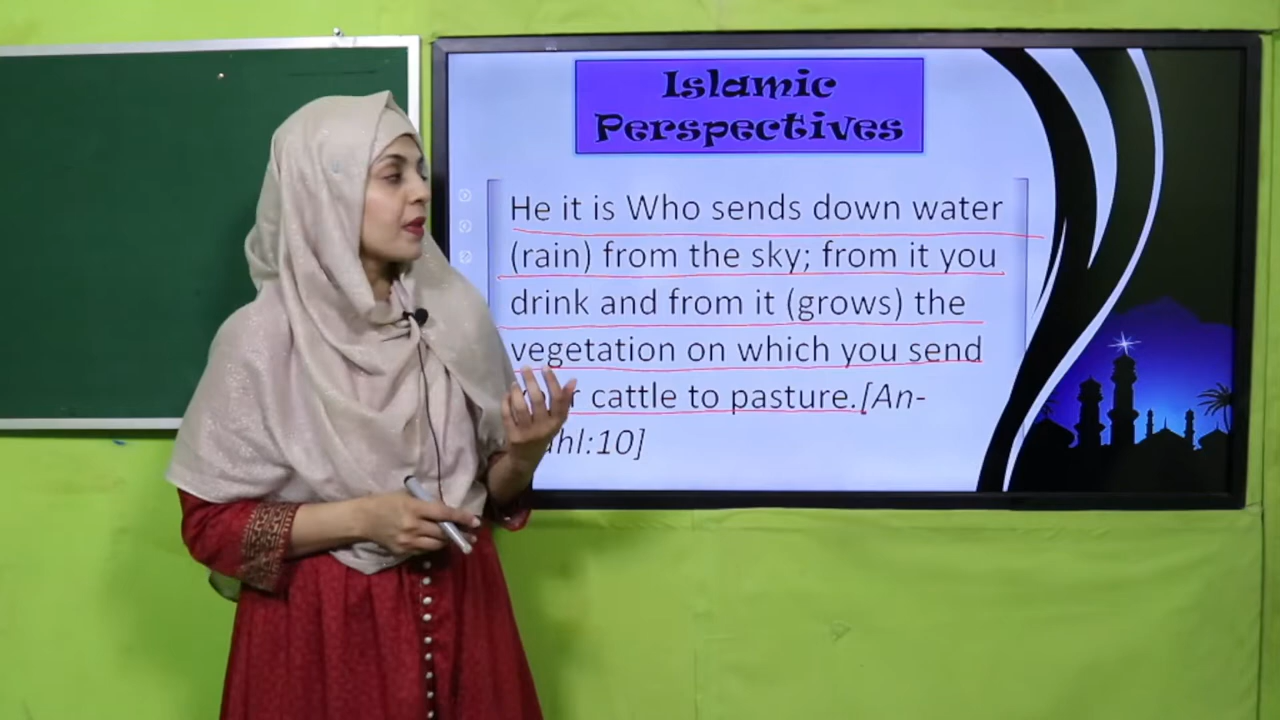 Islamic
Perspectives
He it is Who sends down water
(rain) from the sky; from it you
drink and from it (grows) the
vegetation on which you send
cattle to pasture.[An-
:10]